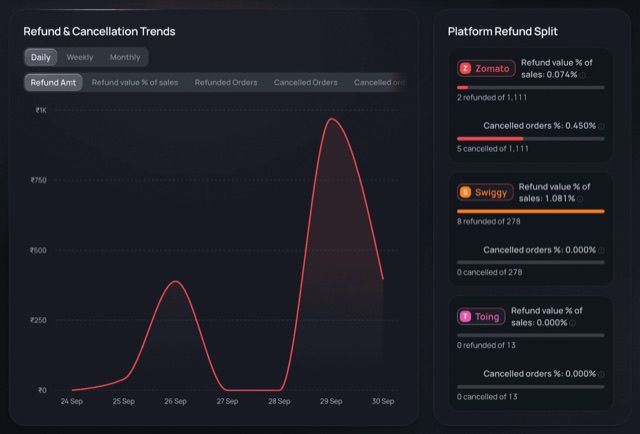 Refund & Cancellation Trends
Daily
Weekly
Monthly
Refund Amt
Refund value % of sales
Refunded Orders
Cancelled Orders
Cancelled
₹1K
₹750
₹500
₹250
₹0
24 Sep
25 Sep
26 Sep
27 Sep
28 Sep
29 Sep
30 Sep
Platform Refund Split
Z Zomato
Refund value % of
sales: 0.074%
2 refunded of 1,111
Cancelled orders %: 0.450%
5 cancelled of 1,111
S Swiggy
Refund value % of
sales: 1.081%
8 refunded of 278
Cancelled orders %: 0.000%
0 cancelled of 278
T Toing
Refund value % of
sales: 0.000%
0 refunded of 13
Cancelled orders %: 0.000%
0 cancelled of 13